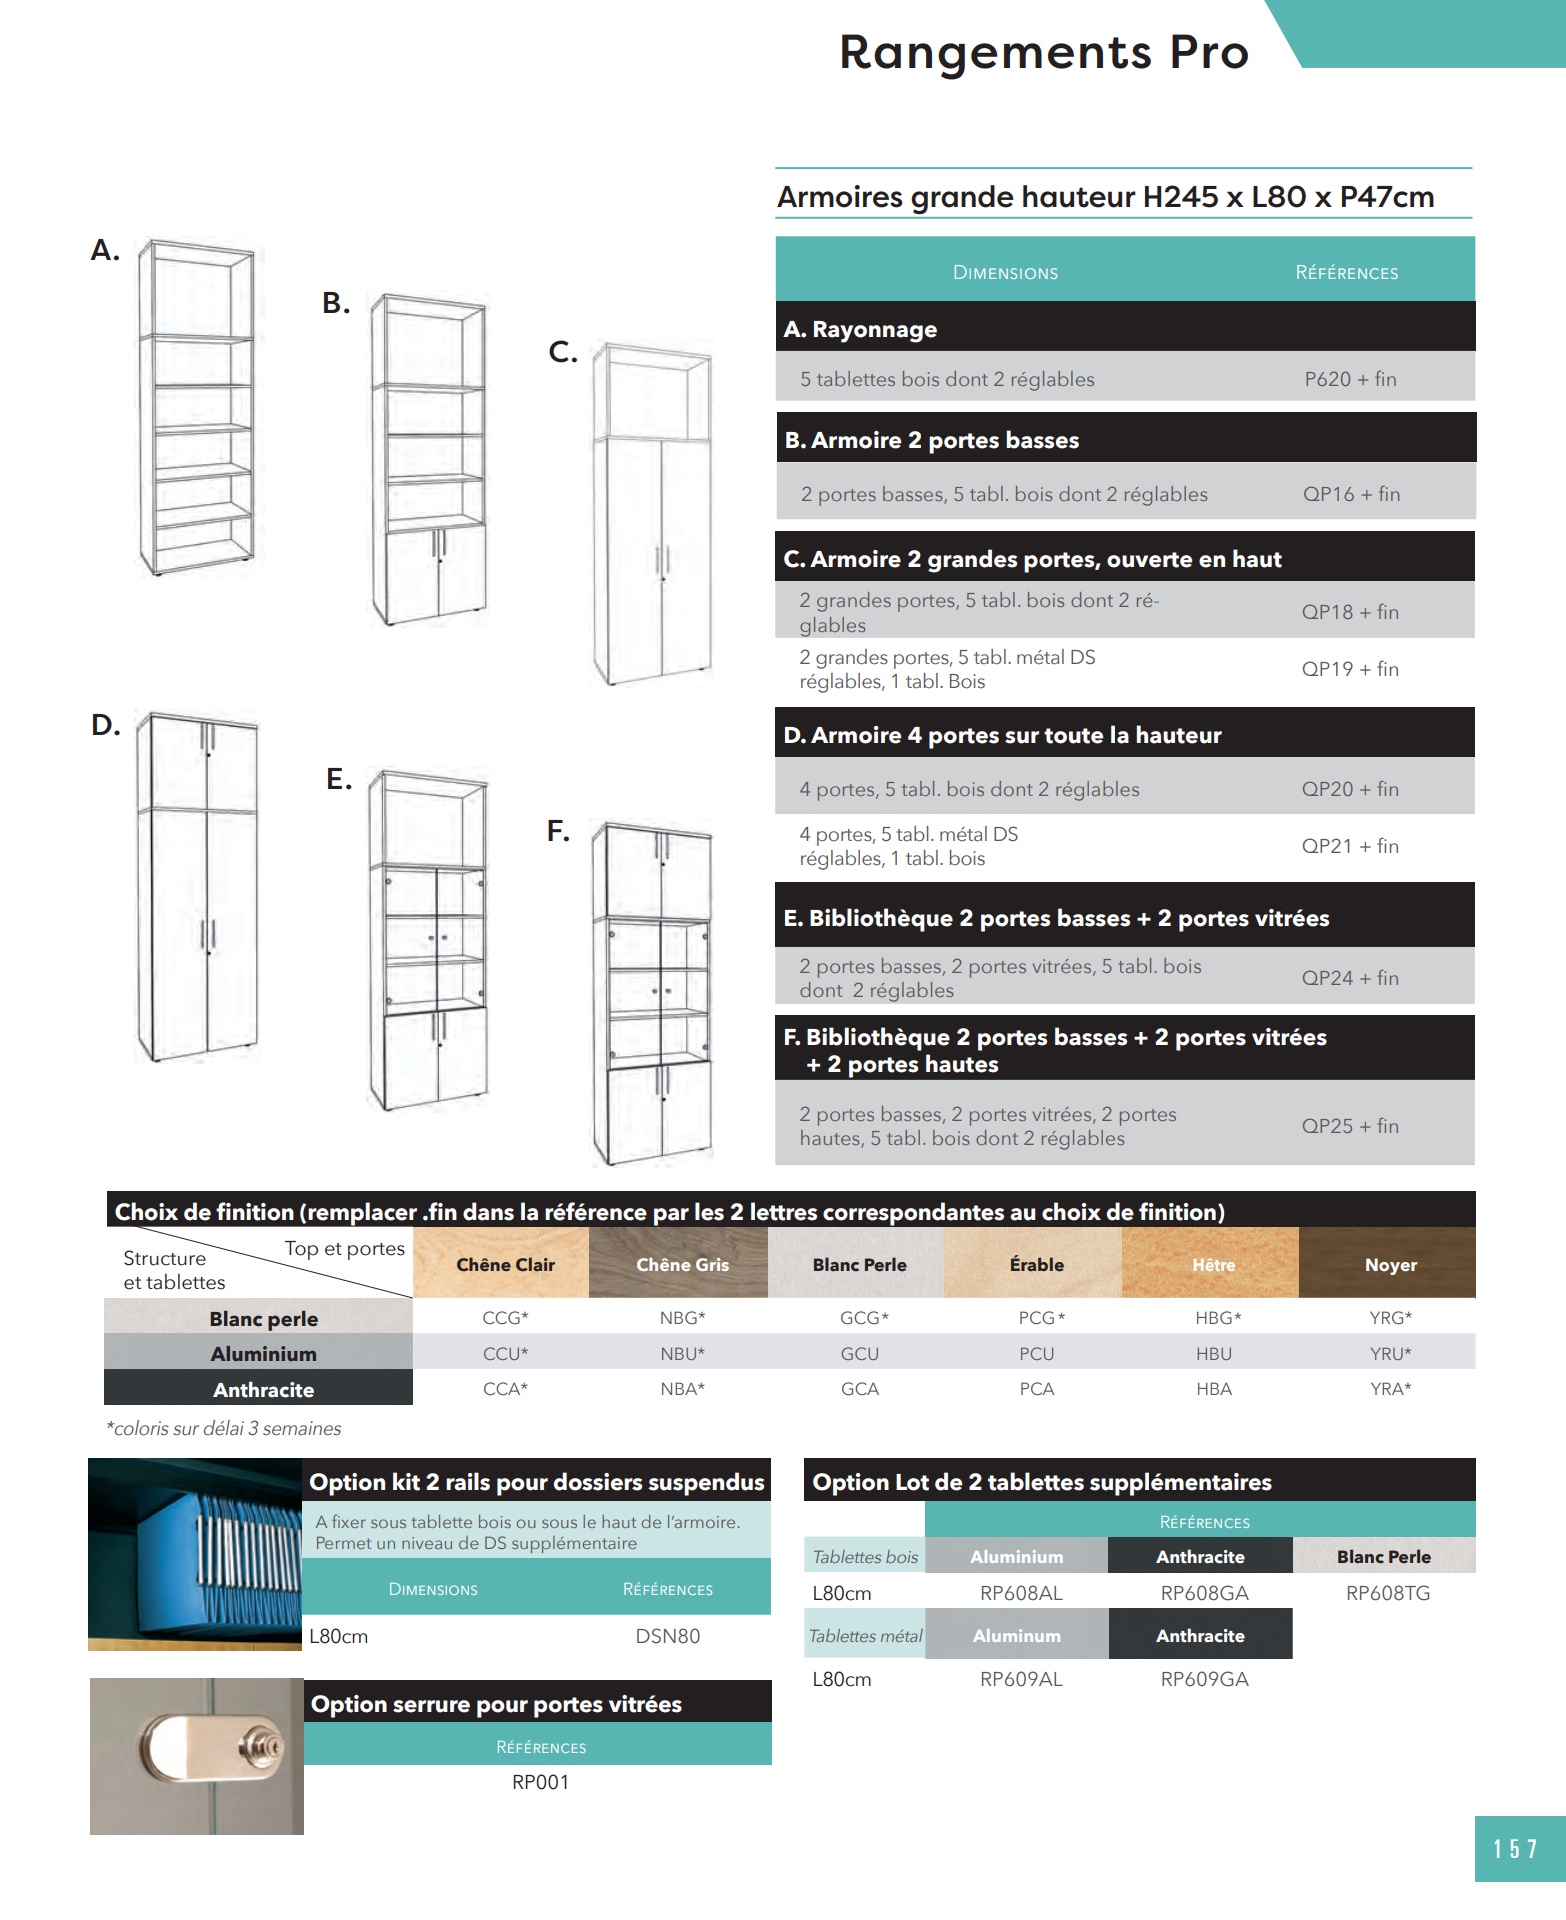 Rangements Pro
Armoires grande hauteur H245 x L80 x P47cm
A.
B.
C.
D.
E.
F.
Dimensions Références
A. Rayonnage
5 tablettes bois dont 2 réglables P620 + fin
B. Armoire 2 portes basses
2 portes basses, 5 tabl. bois dont 2 réglables QP16 + fin
C. Armoire 2 grandes portes, ouverte en haut
2 grandes portes, 5 tabl. bois dont 2 ré-
glables QP18 + fin
2 grandes portes, 5 tabl. métal DS
réglables, 1 tabl. Bois QP19 + fin
D. Armoire 4 portes sur toute la hauteur
4 portes, 5 tabl. bois dont 2 réglables QP20 + fin
4 portes, 5 tabl. métal DS
réglables, 1 tabl. bois QP21 + fin
E. Bibliothèque 2 portes basses + 2 portes vitrées
2 portes basses, 2 portes vitrées, 5 tabl. bois
dont 2 réglables QP24 + fin
F. Bibliothèque 2 portes basses + 2 portes vitrées
+ 2 portes hautes
2 portes basses, 2 portes vitrées, 2 portes
hautes, 5 tabl. bois dont 2 réglables QP25 + fin
Choix de finition (remplacer .fin dans la référence par les 2 lettres correspondantes au choix de finition)
Structure
et tablettes
Top et portes
Chêne Clair Chêne Gris Blanc Perle Érable Hêtre Noyer
Blanc perle CCG* NBG* GCG* PCG* HBG* YRG*
Aluminium CCU* NBU* GCU PCU HBU YRU*
Anthracite CCA* NBA* GCA PCA HBA YRA*
*coloris sur délai 3 semaines
Option kit 2 rails pour dossiers suspendus
A fixer sous tablette bois ou sous le haut de l'armoire.
Permet un niveau de DS supplémentaire
Dimensions Références
L80cm DSN80
Option serrure pour portes vitrées
Références
RP001
Option Lot de 2 tablettes supplémentaires
Références
Tablettes bois Aluminium Anthracite Blanc Perle
L80cm RP608AL RP608GA RP608TG
Tablettes métal Aluminum Anthracite
L80cm RP609AL RP609GA
157